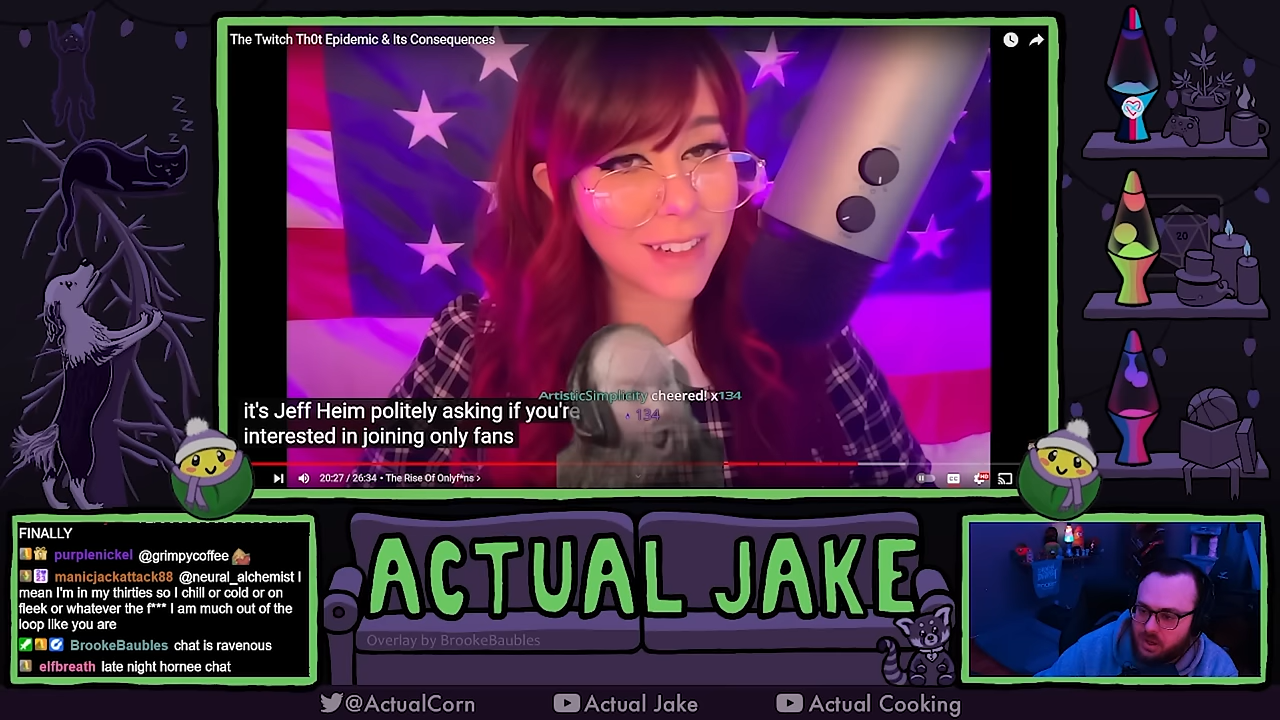 The Twitch Th0t Epidemic & Its Consequences
ArtisticSimplicity cheered! x134
134
it's Jeff Heim politely asking if you're
interested in joining only fans
20:27 / 26:34 • The Rise Of Onlyf*ns >
CC
HD
20
FINALLY
purplenickel @grimpycoffee
manicjackattack88 @neural_alchemist I
mean I'm in my thirties so I chill or cold or on
fleek or whatever the f*** I am much out of the
loop like you are
BrookeBaubles chat is ravenous
elfbreath late night hornee chat
ACTUAL JAKE
Overlay by BrookeBaubles
@ActualCorn
Actual Jake
Actual Cooking